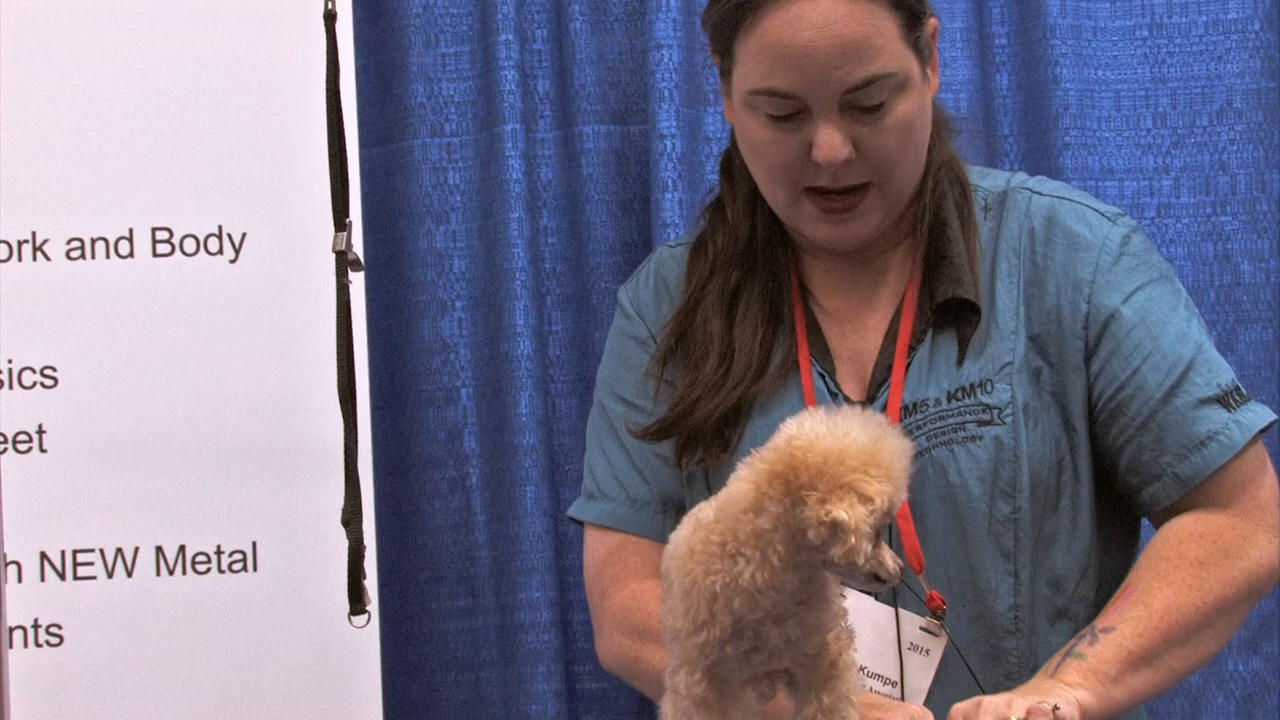 ork and Body
sics
eet
h NEW Metal
nts
KM5 & KM10
PERFORMANCE
DESIGN
TECHNOLOGY
2015
Kumpe